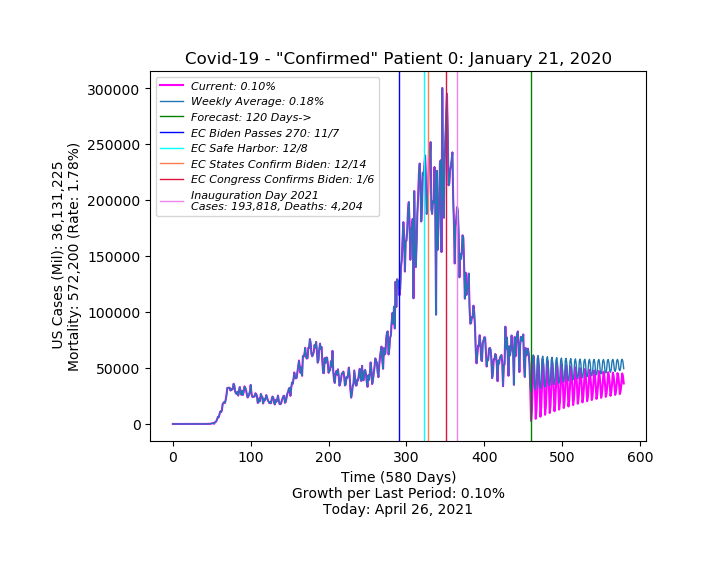 Covid-19 - "Confirmed" Patient 0: January 21, 2020
US Cases (Mil): 36,131,225
Mortality: 572,200 (Rate: 1.78%)
300000
250000
200000
150000
100000
50000
0
Current: 0.10%
Weekly Average: 0.18%
Forecast: 120 Days->
EC Biden Passes 270: 11/7
EC Safe Harbor: 12/8
EC States Confirm Biden: 12/14
EC Congress Confirms Biden: 1/6
Inauguration Day 2021
Cases: 193,818, Deaths: 4,204
0 100 200 300 400 500 600
Time (580 Days)
Growth per Last Period: 0.10%
Today: April 26, 2021